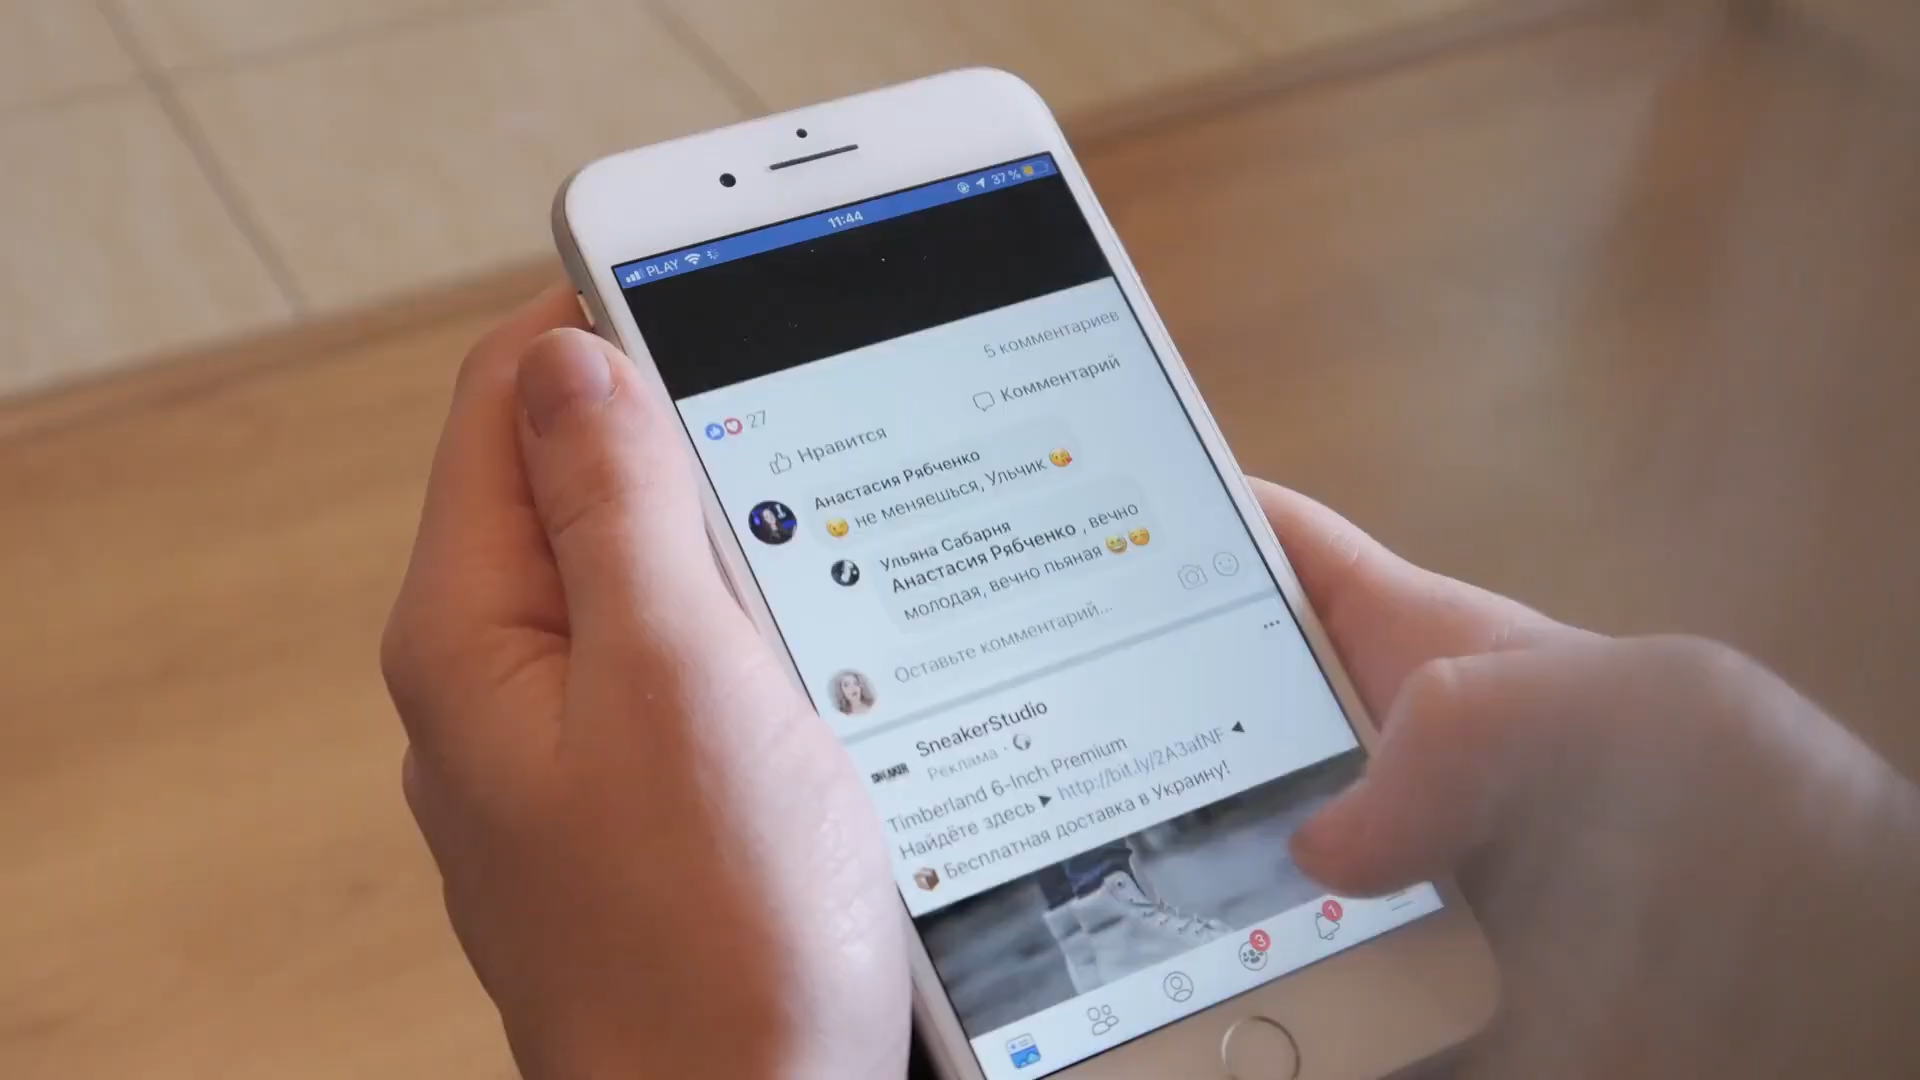 PLAY 11:44 37 %
5 комментариев
27
Нравится Комментарий
Анастасия Рябченко
😉 не меняешься, Ульчик 😘
Ульяна Сабарня
Анастасия Рябченко , вечно
молодая, вечно пьяная 😄☺️
Оставьте комментарий...
SneakerStudio
Реклама ·
SNEAKER
Timberland 6-Inch Premium
Найдёте здесь ► http://bit.ly/2A3afNF ◄
📦 Бесплатная доставка в Украину!
3
1